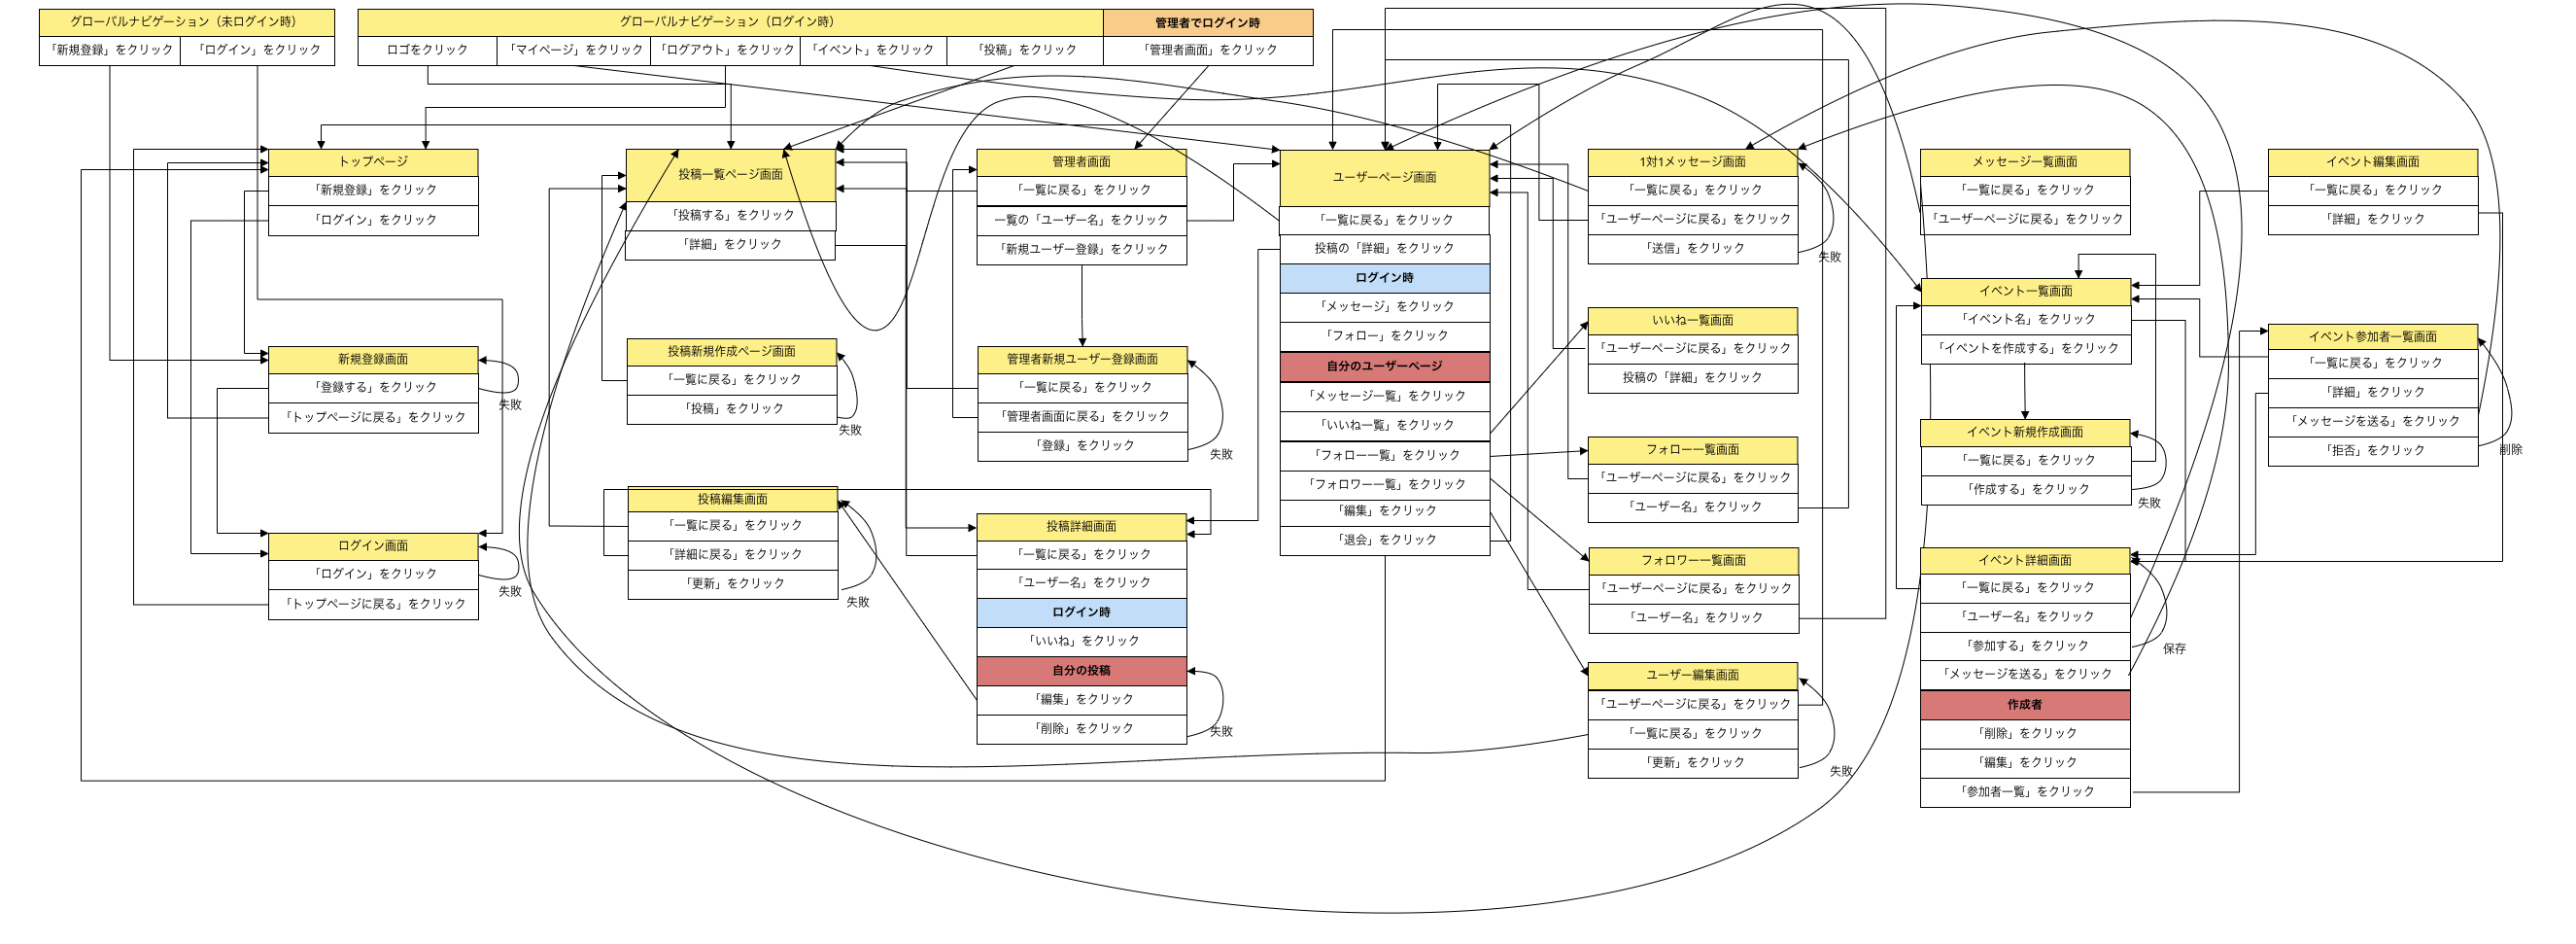 グローバルナビゲーション（未ログイン時）
「新規登録」をクリック
「ログイン」をクリック
グローバルナビゲーション（ログイン時）
管理者でログイン時
ロゴをクリック
「マイページ」をクリック
「ログアウト」をクリック
「イベント」をクリック
「投稿」をクリック
「管理者画面」をクリック
トップページ
「新規登録」をクリック
「ログイン」をクリック
新規登録画面
「登録する」をクリック
「トップページに戻る」をクリック
失敗
ログイン画面
「ログイン」をクリック
「トップページに戻る」をクリック
失敗
投稿一覧ページ画面
「投稿する」をクリック
「詳細」をクリック
投稿新規作成ページ画面
「一覧に戻る」をクリック
「投稿」をクリック
失敗
投稿編集画面
「一覧に戻る」をクリック
「詳細に戻る」をクリック
「更新」をクリック
失敗
管理者画面
「一覧に戻る」をクリック
一覧の「ユーザー名」をクリック
「新規ユーザー登録」をクリック
管理者新規ユーザー登録画面
「一覧に戻る」をクリック
「管理者画面に戻る」をクリック
「登録」をクリック
失敗
投稿詳細画面
「一覧に戻る」をクリック
「ユーザー名」をクリック
ログイン時
「いいね」をクリック
自分の投稿
「編集」をクリック
「削除」をクリック
失敗
ユーザーページ画面
「一覧に戻る」をクリック
投稿の「詳細」をクリック
ログイン時
「メッセージ」をクリック
「フォロー」をクリック
自分のユーザーページ
「メッセージ一覧」をクリック
「いいね一覧」をクリック
「フォロー一覧」をクリック
「フォロワー一覧」をクリック
「編集」をクリック
「退会」をクリック
1対1メッセージ画面
「一覧に戻る」をクリック
「ユーザーページに戻る」をクリック
「送信」をクリック
失敗
いいね一覧画面
「ユーザーページに戻る」をクリック
投稿の「詳細」をクリック
フォロー一覧画面
「ユーザーページに戻る」をクリック
「ユーザー名」をクリック
フォロワー一覧画面
「ユーザーページに戻る」をクリック
「ユーザー名」をクリック
ユーザー編集画面
「ユーザーページに戻る」をクリック
「一覧に戻る」をクリック
「更新」をクリック
失敗
メッセージ一覧画面
「一覧に戻る」をクリック
「ユーザーページに戻る」をクリック
イベント一覧画面
「イベント名」をクリック
「イベントを作成する」をクリック
イベント新規作成画面
「一覧に戻る」をクリック
「作成する」をクリック
失敗
イベント詳細画面
「一覧に戻る」をクリック
「ユーザー名」をクリック
「参加する」をクリック
保存
「メッセージを送る」をクリック
作成者
「削除」をクリック
「編集」をクリック
「参加者一覧」をクリック
イベント編集画面
「一覧に戻る」をクリック
「詳細」をクリック
イベント参加者一覧画面
「一覧に戻る」をクリック
「詳細」をクリック
「メッセージを送る」をクリック
「拒否」をクリック
削除